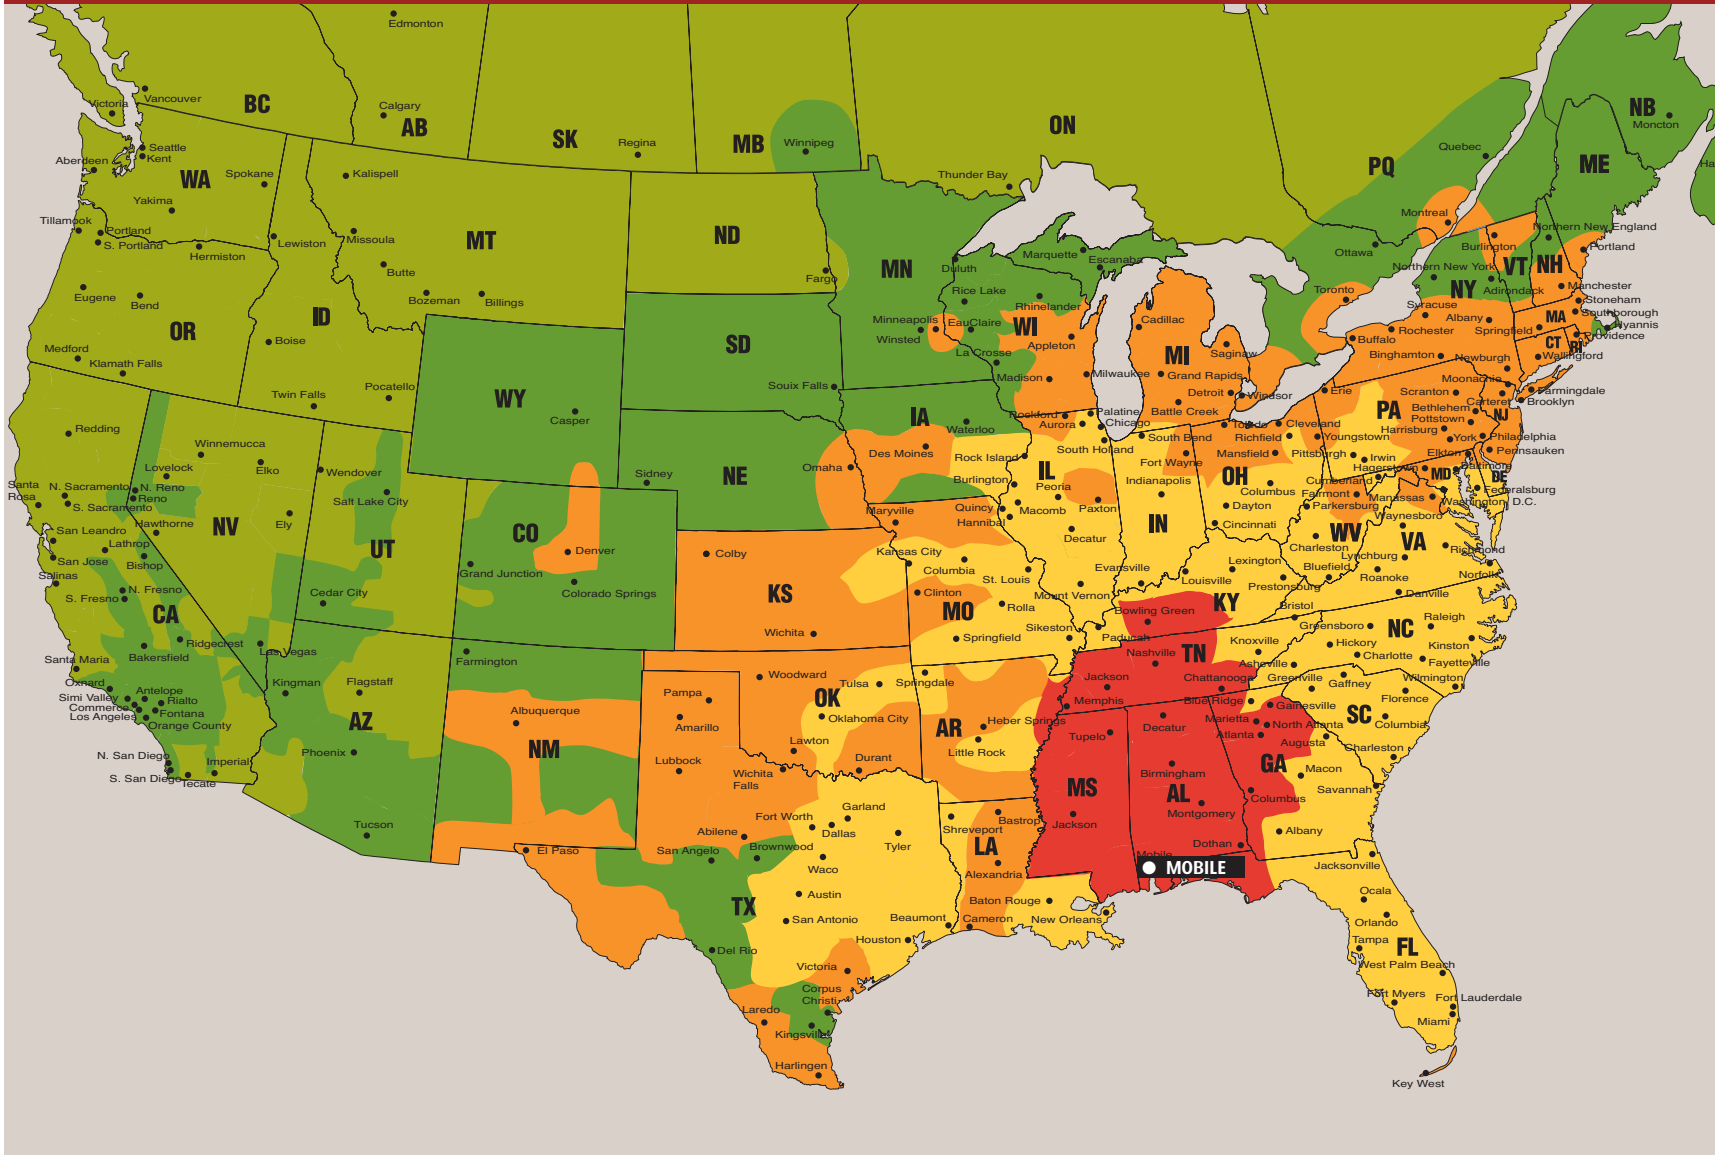 Edmonton
Victoria
Vancouver
BC
Calgary
AB
SK
Regina
MB
Winnipeg
ON
PQ
Quebec
NB
Moncton
Ha
Seattle
Kent
Aberdeen
WA
Spokane
Yakima
Kalispell
Thunder Bay
ME
Tillamook
Portland
S. Portland
Hermiston
Lewiston
Missoula
MT
ND
Montreal
Northern New England
Ottawa
Burlington
Portland
Butte
Fargo
MN
Duluth
Marquette
Escanaba
Northern New York
VT
NH
NY
Adirondack
Eugene
Bend
Bozeman
Billings
Rice Lake
Rhinelander
Toronto
Manchester
Stoneham
Southborough
Hyannis
Providence
OR
ID
Minneapolis
Winsted
EauClaire
WI
Cadillac
Syracuse
Albany
MA
Springfield
Rochester
Buffalo
Boise
Medford
Klamath Falls
SD
La Crosse
Appleton
MI
Saginaw
Binghamton
Newburgh
CT
RI
Wallingford
Twin Falls
Pocatello
WY
Souix Falls
Madison
Milwaukee
Grand Rapids
Detroit
Windsor
Erie
Scranton
Moonachie
Farmingdale
Brooklyn
Carteret
Casper
IA
Waterloo
Rockford
Aurora
Palatine
Chicago
Battle Creek
Toledo
Cleveland
PA
Bethlehem
Pottstown
NJ
Redding
Winnemucca
Des Moines
South Holland
South Bend
Richfield
Youngstown
Harrisburg
York
Philadelphia
Pennsauken
Lovelock
Elko
Wendover
Sidney
NE
Omaha
Rock Island
IL
Fort Wayne
Mansfield
OH
Pittsburgh
Irwin
Hagerstown
Elkton
Baltimore
MD
DE
Santa
Rosa
N. Sacramento
S. Sacramento
N. Reno
Reno
Salt Lake City
Burlington
Peoria
Indianapolis
Columbus
Cumberland
Fairmont
Manassas
Washington D.C.
Federalsburg
San Leandro
Hawthorne
NV
Ely
CO
Denver
Maryville
Quincy
Hannibal
Macomb
Paxton
IN
Dayton
Cincinnati
Parkersburg
WV
Waynesboro
VA
Lathrop
San Jose
Bishop
UT
Grand Junction
Colby
Kansas City
Columbia
St. Louis
Decatur
Evansville
Louisville
Lexington
Charleston
Lynchburg
Richmond
Salinas
N. Fresno
S. Fresno
CA
Cedar City
Colorado Springs
KS
Clinton
MO
Rolla
Mount Vernon
Prestonsburg
Bluefield
Roanoke
Norfolk
Danville
Bowling Green
KY
Bristol
Bakersfield
Ridgecrest
Las Vegas
Wichita
Springfield
Sikeston
Paducah
Nashville
TN
Knoxville
Greensboro
NC
Raleigh
Hickory
Kinston
Charlotte
Fayetteville
Santa Maria
Farmington
Woodward
Tulsa
Springdale
Jackson
Chattanooga
Asheville
Greenville
Gaffney
Wilmington
Oxnard
Simi Valley
Commerce
Los Angeles
Antelope
Rialto
Fontana
Orange County
Kingman
Flagstaff
AZ
Albuquerque
NM
Pampa
Amarillo
OK
Oklahoma City
AR
Heber Springs
Memphis
Blue Ridge
Gainesville
Florence
SC
Columbia
Decatur
Marietta
North Atlanta
Atlanta
Augusta
N. San Diego
S. San Diego
Tecate
Imperial
Phoenix
Lubbock
Lawton
Wichita
Falls
Durant
Little Rock
Tupelo
MS
Birmingham
AL
GA
Macon
Charleston
Savannah
Tucson
El Paso
Abilene
Fort Worth
Garland
Dallas
Tyler
Shreveport
Bastrop
Jackson
Montgomery
Columbus
Albany
San Angelo
Brownwood
Waco
LA
Alexandria
Dothan
Mobile
MOBILE
Jacksonville
TX
Austin
San Antonio
Beaumont
Baton Rouge
Cameron
New Orleans
Ocala
Orlando
Del Rio
Houston
Tampa
FL
West Palm Beach
Victoria
Corpus
Christi
Laredo
Kingsville
Fort Myers
Fort Lauderdale
Miami
Harlingen
Key West